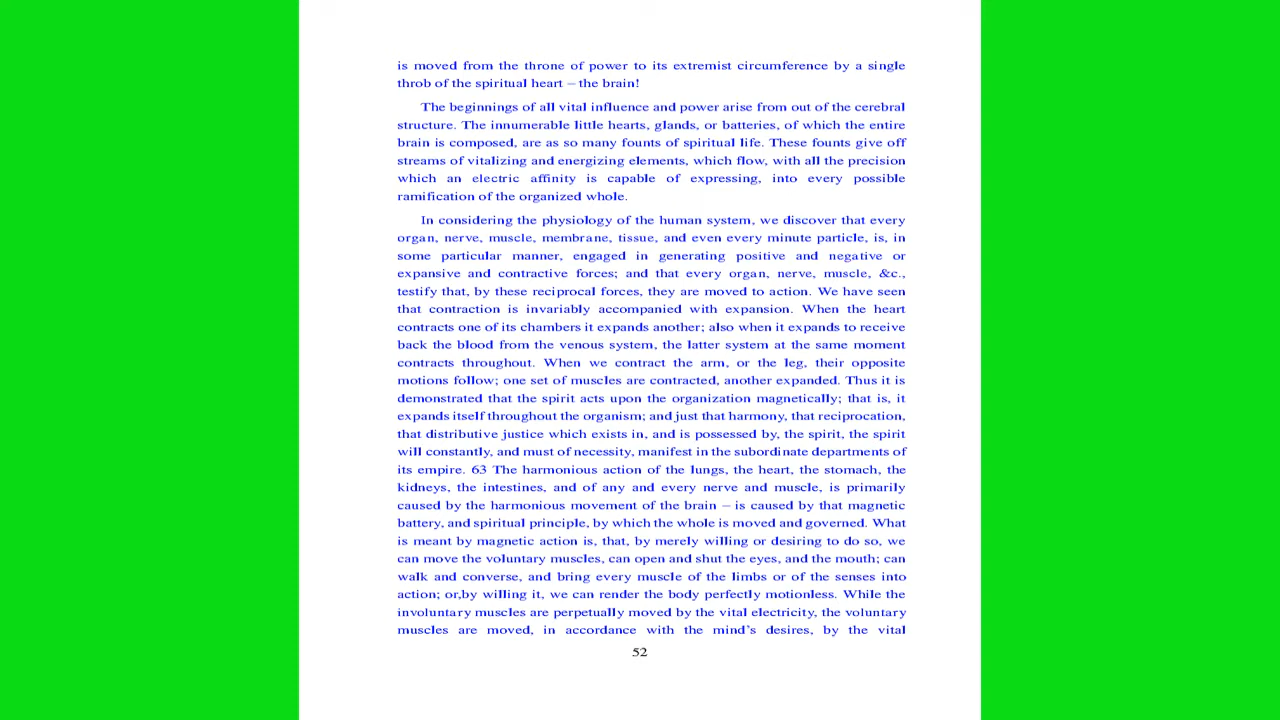 is moved from the throne of power to its extremist circumference by a single
throb of the spiritual heart – the brain!
The beginnings of all vital influence and power arise from out of the cerebral
structure. The innumerable little hearts, glands, or batteries, of which the entire
brain is composed, are as so many founts of spiritual life. These founts give off
streams of vitalizing and energizing elements, which flow, with all the precision
which an electric affinity is capable of expressing, into every possible
ramification of the organized whole.
In considering the physiology of the human system, we discover that every
organ, nerve, muscle, membrane, tissue, and even every minute particle, is, in
some particular manner, engaged in generating positive and negative or
expansive and contractive forces; and that every organ, nerve, muscle, &c.,
testify that, by these reciprocal forces, they are moved to action. We have seen
that contraction is invariably accompanied with expansion. When the heart
contracts one of its chambers it expands another; also when it expands to receive
back the blood from the venous system, the latter system at the same moment
contracts throughout. When we contract the arm, or the leg, their opposite
motions follow; one set of muscles are contracted, another expanded. Thus it is
demonstrated that the spirit acts upon the organization magnetically; that is, it
expands itself throughout the organism; and just that harmony, that reciprocation,
that distributive justice which exists in, and is possessed by, the spirit, the spirit
will constantly, and must of necessity, manifest in the subordinate departments of
its empire. 63 The harmonious action of the lungs, the heart, the stomach, the
kidneys, the intestines, and of any and every nerve and muscle, is primarily
caused by the harmonious movement of the brain – is caused by that magnetic
battery, and spiritual principle, by which the whole is moved and governed. What
is meant by magnetic action is, that, by merely willing or desiring to do so, we
can move the voluntary muscles, can open and shut the eyes, and the mouth; can
walk and converse, and bring every muscle of the limbs or of the senses into
action; or,by willing it, we can render the body perfectly motionless. While the
involuntary muscles are perpetually moved by the vital electricity, the voluntary
muscles are moved, in accordance with the mind’s desires, by the vital
52